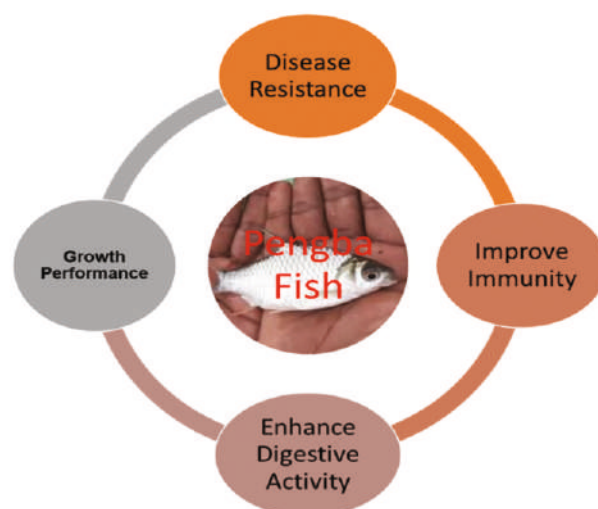 Disease
Resistance
Growth
Performance
Pengba
Fish
Improve
Immunity
Enhance
Digestive
Activity